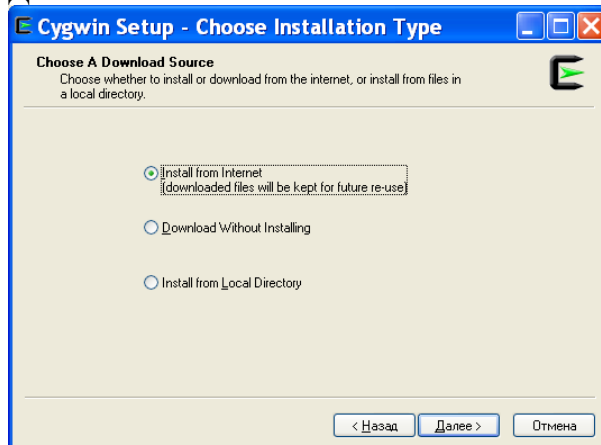 Cygwin Setup - Choose Installation Type
Choose A Download Source
Choose whether to install or download from the internet, or install from files in
a local directory.
Install from Internet
(downloaded files will be kept for future re-use)
Download Without Installing
Install from Local Directory
< Назад Далее > Отмена